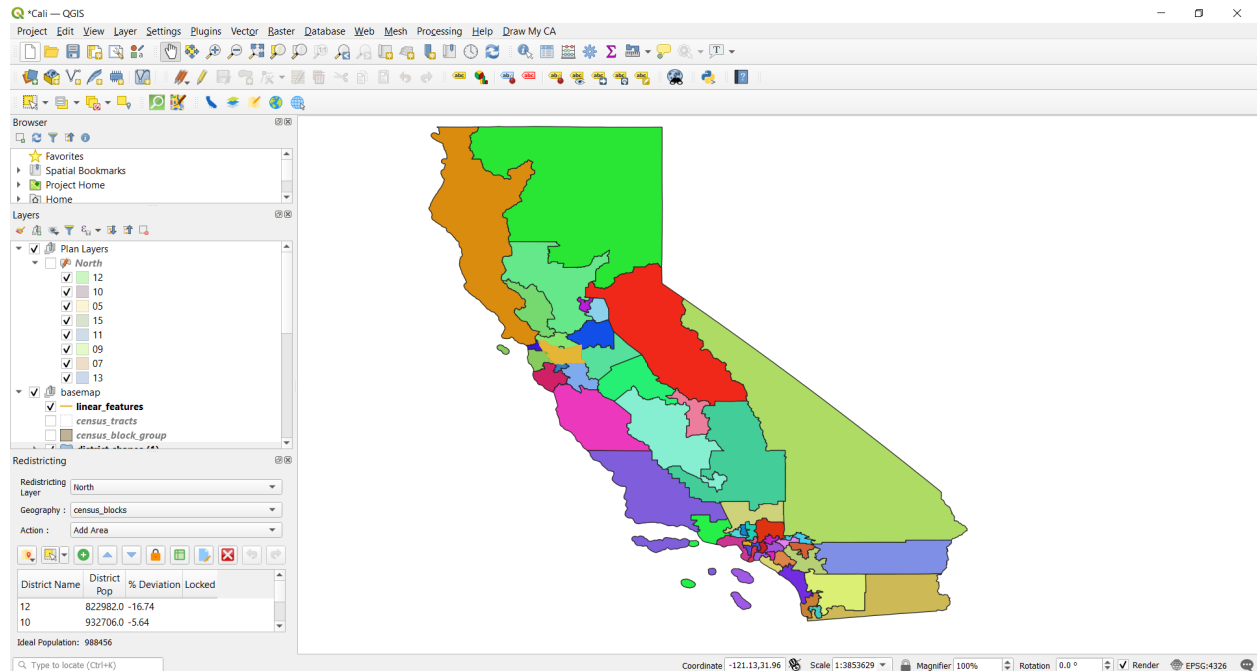 *Cali — QGIS
Project Edit View Layer Settings Plugins Vector Raster Database Web Mesh Processing Help Draw My CA
Browser
Favorites
Spatial Bookmarks
Project Home
Home
Layers
Plan Layers
North
12
10
05
15
11
09
07
13
basemap
linear_features
census_tracts
census_block_group
Redistricting
Redistricting Layer North
Geography : census_blocks
Action : Add Area
District Name District Pop % Deviation Locked
12 822982.0 -16.74
10 932706.0 -5.64
Ideal Population: 988456
Type to locate (Ctrl+K) Coordinate -121.13,31.96 Scale 1:3853629 Magnifier 100% Rotation 0.0 ° Render EPSG:4326